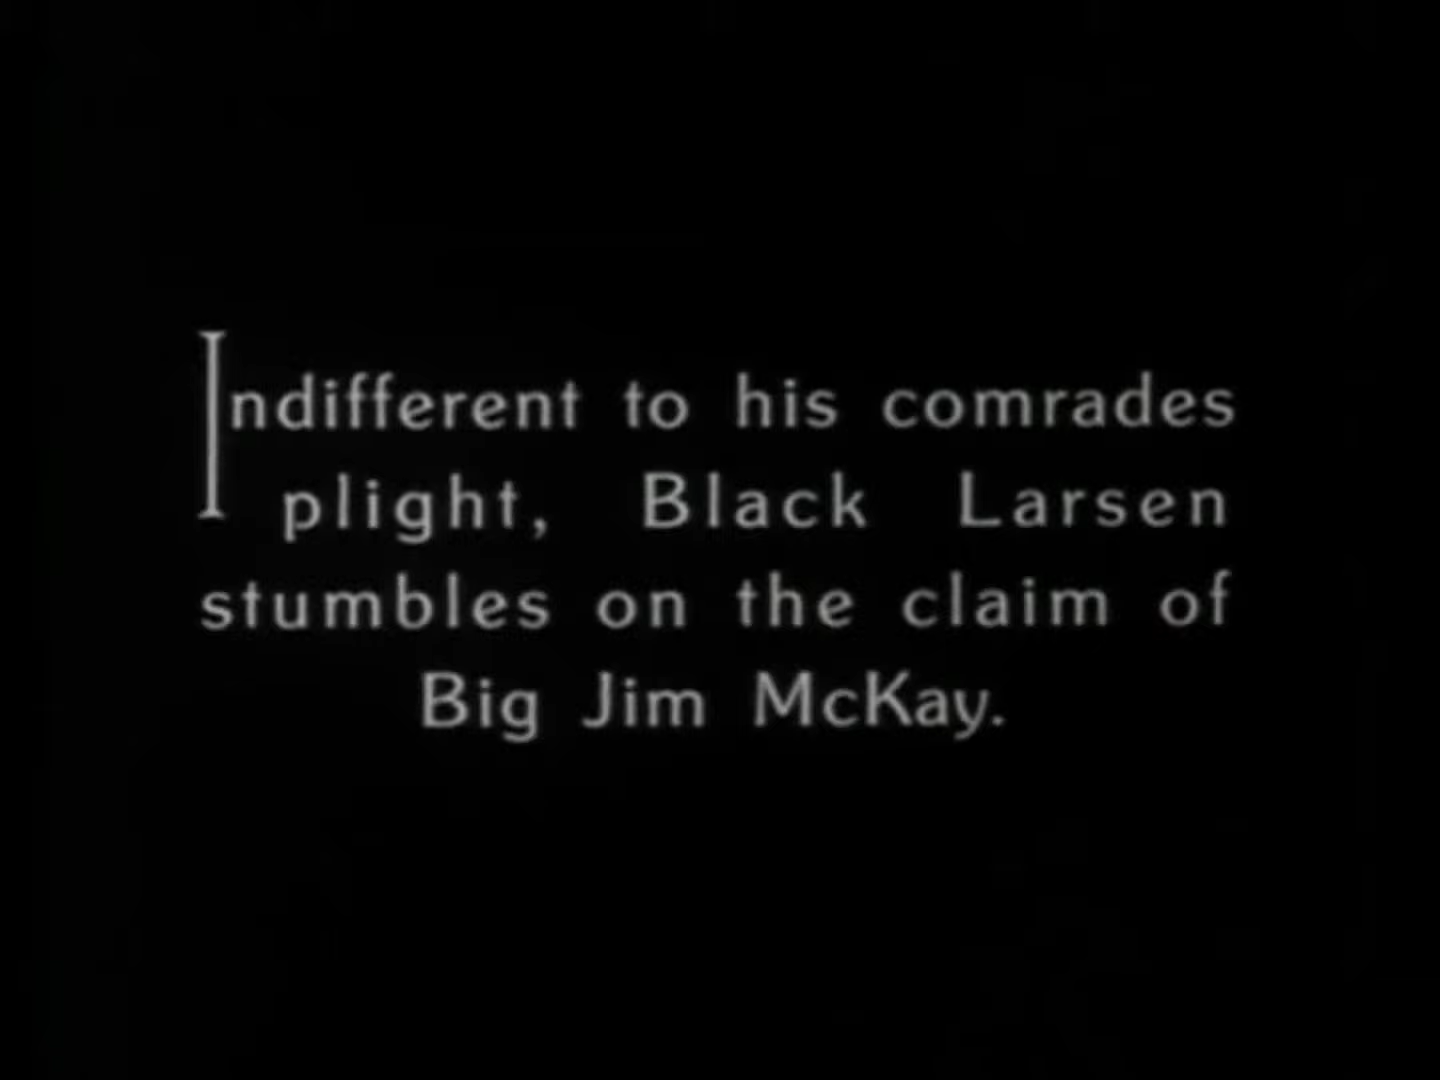 Indifferent to his comrades
plight, Black Larsen
stumbles on the claim of
Big Jim McKay.